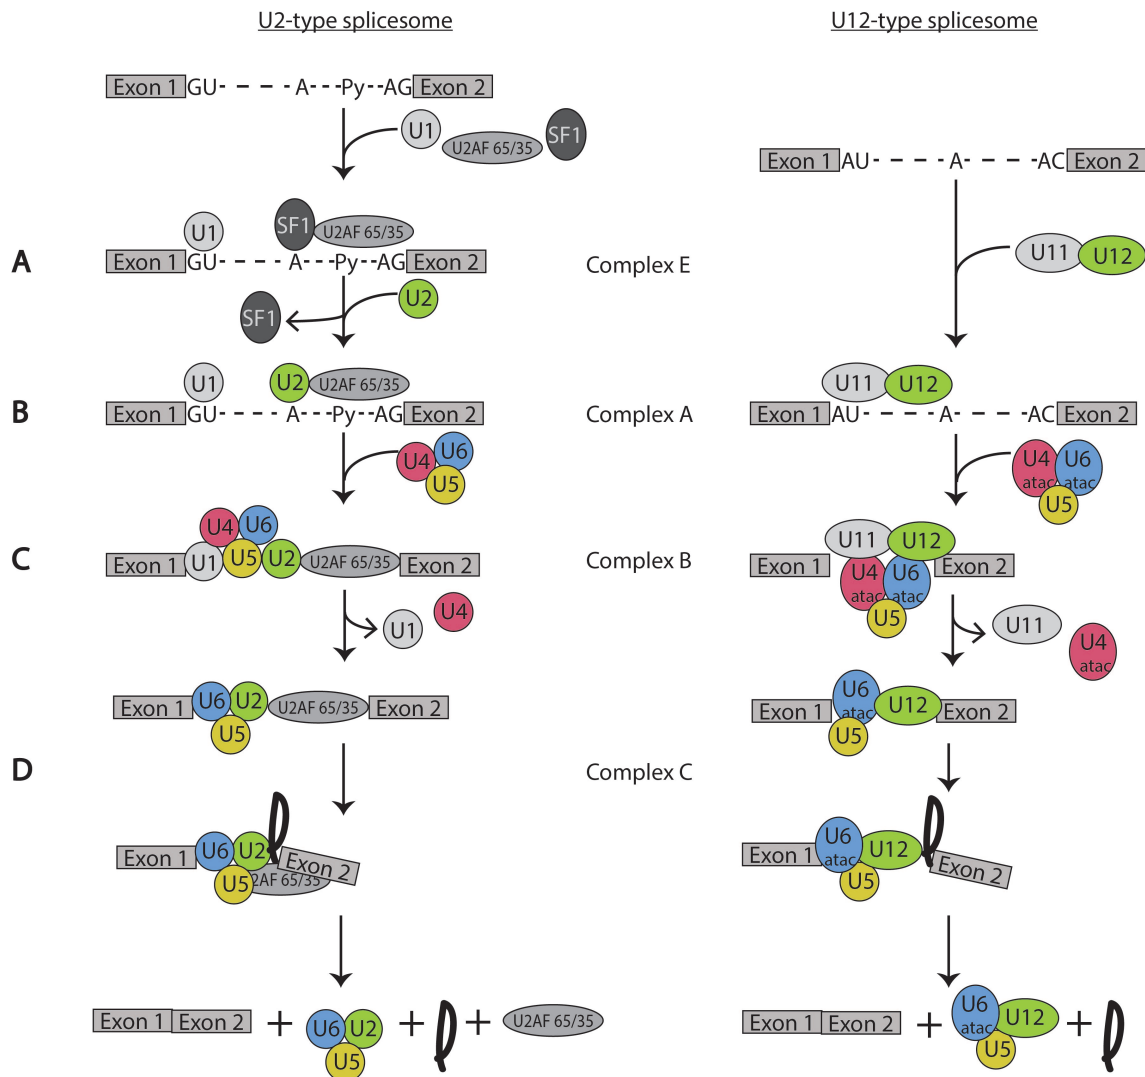 U2-type splicesome
U12-type splicesome
Exon 1 GU- - - - - -A- - -Py- -AG Exon 2
U1 U2AF 65/35 SF1
Exon 1 AU- - - - -A- - - - -AC Exon 2
U1 SF1 U2AF 65/35
A Exon 1 GU- - - - - -A- - -Py- -AG Exon 2 Complex E
U11 U12
SF1 U2
U1 U2 U2AF 65/35
U11 U12
B Exon 1 GU- - - - - -A- - -Py- -AG Exon 2 Complex A
Exon 1 AU- - - - -A- - - - -AC Exon 2
U4 U6
U5
U4 atac U6 atac
U5
U4 U6
C Exon 1 U1 U5 U2 U2AF 65/35 Exon 2 Complex B
U11 U12
Exon 1 U4 atac U6 atac Exon 2
U5
U1 U4
U11 U4 atac
Exon 1 U6 U2 U2AF 65/35 Exon 2
U5
Exon 1 U6 atac U12 Exon 2
U5
D Complex C
Exon 1 U6 U2 Exon 2
U5 U2AF 65/35
Exon 1 U6 atac U12 Exon 2
U5
Exon 1 Exon 2 + U6 U2 U5 + + U2AF 65/35
Exon 1 Exon 2 + U6 atac U12 U5 +